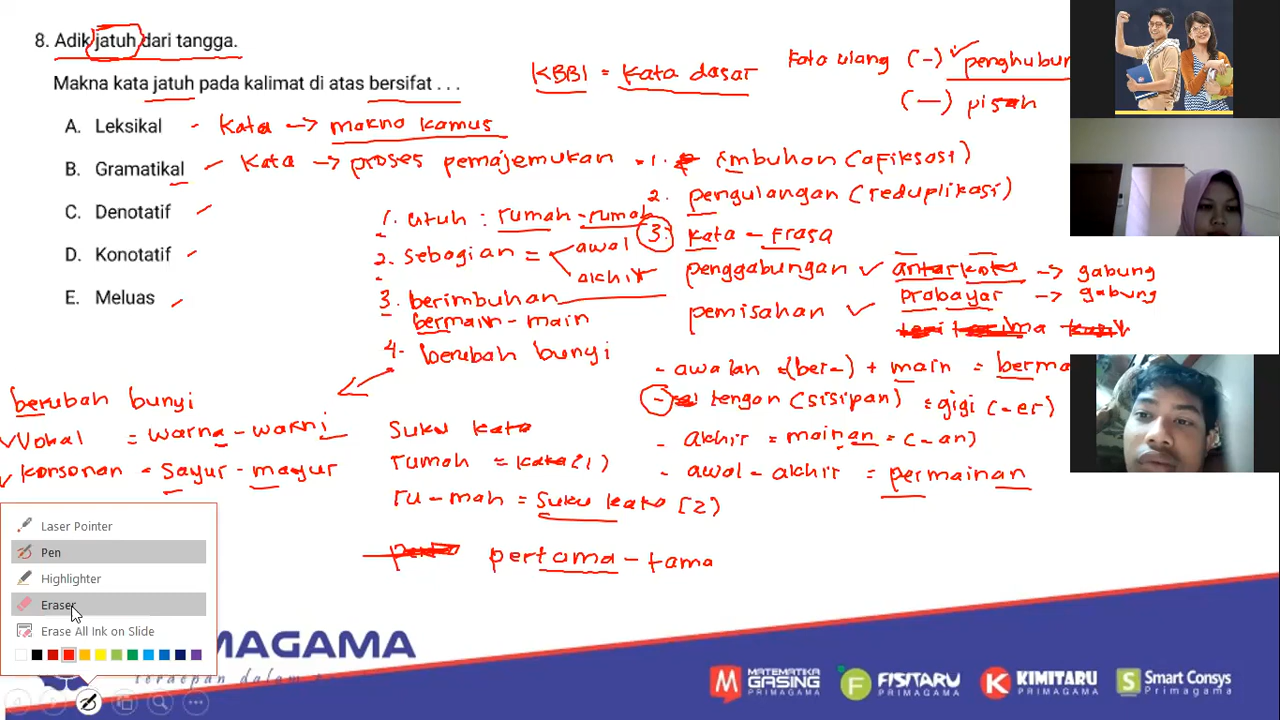 8. Adik jatuh dari tangga.
Makna kata jatuh pada kalimat di atas bersifat . . .
A. Leksikal - Kata -> makna kamus
B. Gramatikal - Kata -> proses pemajemukan
C. Denotatif
D. Konotatif
E. Meluas
KBBI = Kata dasar
Kata ulang (-) ✓ penghubun
(—) pisah
1. imbuhan (afiksasi)
2. pengulangan (reduplikasi)
3. kata - frasa
penggabungan ✓ antarkota -> gabung
prabayar -> gabung
pemisahan ✓
1. utuh : rumah - rumah
2. sebagian = awal
akhir
3. berimbuhan
bermain - main
4. berubah bunyi
berubah bunyi
Vokal = warna - warni
konsonan = sayur - mayur
suku kata
rumah = kata (1)
ru - mah = suku kata (2)
pertama - tama
- awalan = (ber-) + main = berma
- tengah (sisipan) = gigi (-er)
- akhir = mainan = (-an)
- awal - akhir = permainan
Laser Pointer
Pen
Highlighter
Eraser
Erase All Ink on Slide
MAGAMA
teraapan dalam
MATEMATIKA
GASING
PRIMAGAMA
FISITARU
PRIMAGAMA
KIMITARU
PRIMAGAMA
Smart Consys
Primagama